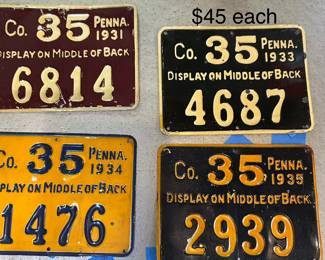 $45 each
Co. 35 PENNA. 1931
DISPLAY ON MIDDLE OF BACK
6814
Co. 35 PENNA. 1933
DISPLAY ON MIDDLE OF BACK
4687
Co. 35 PENNA. 1934
SPLAY ON MIDDLE OF BACK
1476
Co. 35 PENNA. 1935
DISPLAY ON MIDDLE OF BACK
2939